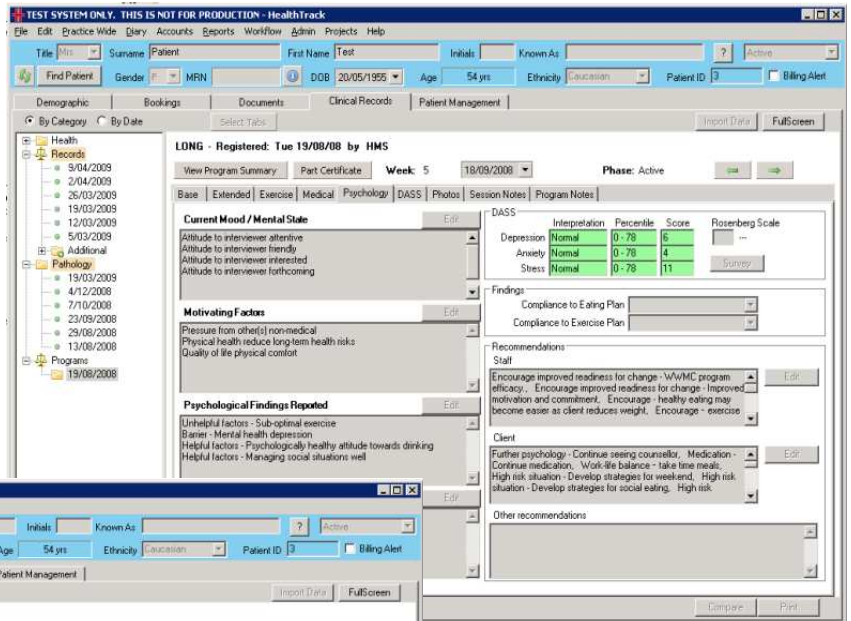 TEST SYSTEM ONLY. THIS IS NOT FOR PRODUCTION - HealthTrack
File Edit Practice Wide Diary Accounts Reports Workflow Admin Projects Help
Title Mrs Surname Patient First Name Test Initials Known As ? Active
Find Patient Gender F MRN DOB 20/05/1955 Age 54 yrs Ethnicity Caucasian Patient ID 3 Billing Alert
Demographic Bookings Documents Clinical Records Patient Management
By Category By Date Select Tabs Import Data FullScreen
Health
Records
9/04/2009
2/04/2009
26/03/2009
19/03/2009
12/03/2009
5/03/2009
Additional
Pathology
19/03/2009
4/12/2008
7/10/2008
23/09/2008
29/08/2008
13/08/2008
Programs
19/08/2008
LONG - Registered: Tue 19/08/08 by HMS
View Program Summary Part Certificate Week: 5 18/09/2008 Phase: Active
Base Extended Exercise Medical Psychology DASS Photos Session Notes Program Notes
Current Mood / Mental State Edit
Attitude to interviewer attentive
Attitude to interviewer friendly
Attitude to interviewer interested
Attitude to interviewer forthcoming
Motivating Factors Edit
Pressure from other(s) non-medical
Physical health reduce long-term health risks
Quality of life physical comfort
Psychological Findings Reported Edit
Unhelpful factors - Sub-optimal exercise
Barrier - Mental health depression
Helpful factors - Psychologically healthy attitude towards drinking
Helpful factors - Managing social situations well
Edit
DASS
Interpretation Percentile Score Rosenberg Scale
Depression Normal 0 - 78 6 ---
Anxiety Normal 0 - 78 4
Stress Normal 0 - 78 11 Survey
Findings
Compliance to Eating Plan
Compliance to Exercise Plan
Recommendations
Staff
Encourage improved readiness for change - WWMC program Edit
efficacy., Encourage improved readiness for change - Improved
motivation and commitment, Encourage - healthy eating may
become easier as client reduces weight, Encourage - exercise
Client
Further psychology - Continue seeing counsellor, Medication - Edit
Continue medication, Work-life balance - take time meals,
High risk situation - Develop strategies for weekend, High risk
situation - Develop strategies for social eating, High risk
Other recommendations
Compare Print
Initials Known As ? Active
Age 54 yrs Ethnicity Caucasian Patient ID 3 Billing Alert
Patient Management
Import Data FullScreen